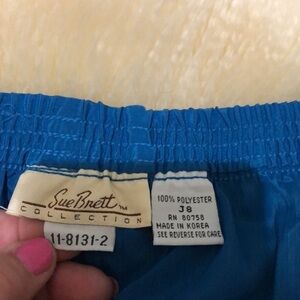 Sue Brett
COLLECTION
11-8131-2
100% POLYESTER
J8
RN 80758
MADE IN KOREA
SEE REVERSE FOR CARE